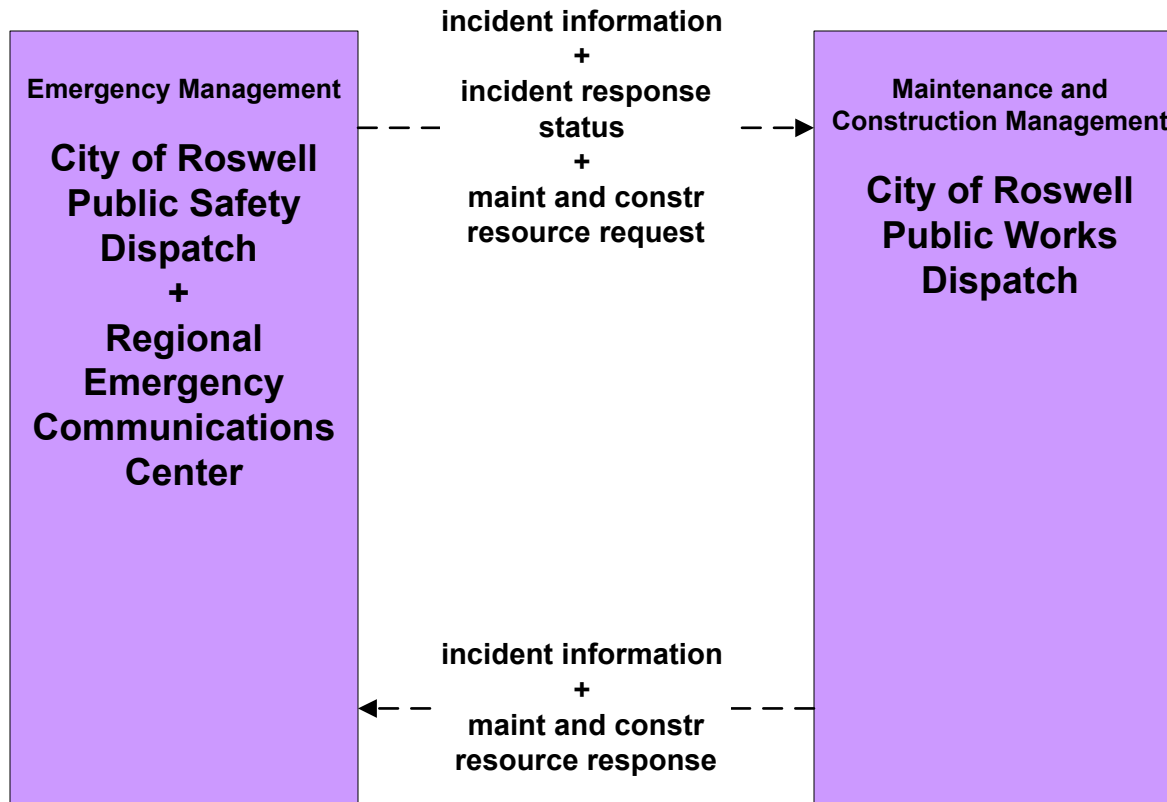 Emergency Management
City of Roswell
Public Safety
Dispatch
+
Regional
Emergency
Communications
Center
incident information
+
incident response
status
+
maint and constr
resource request
Maintenance and
Construction Management
City of Roswell
Public Works
Dispatch
incident information
+
maint and constr
resource response